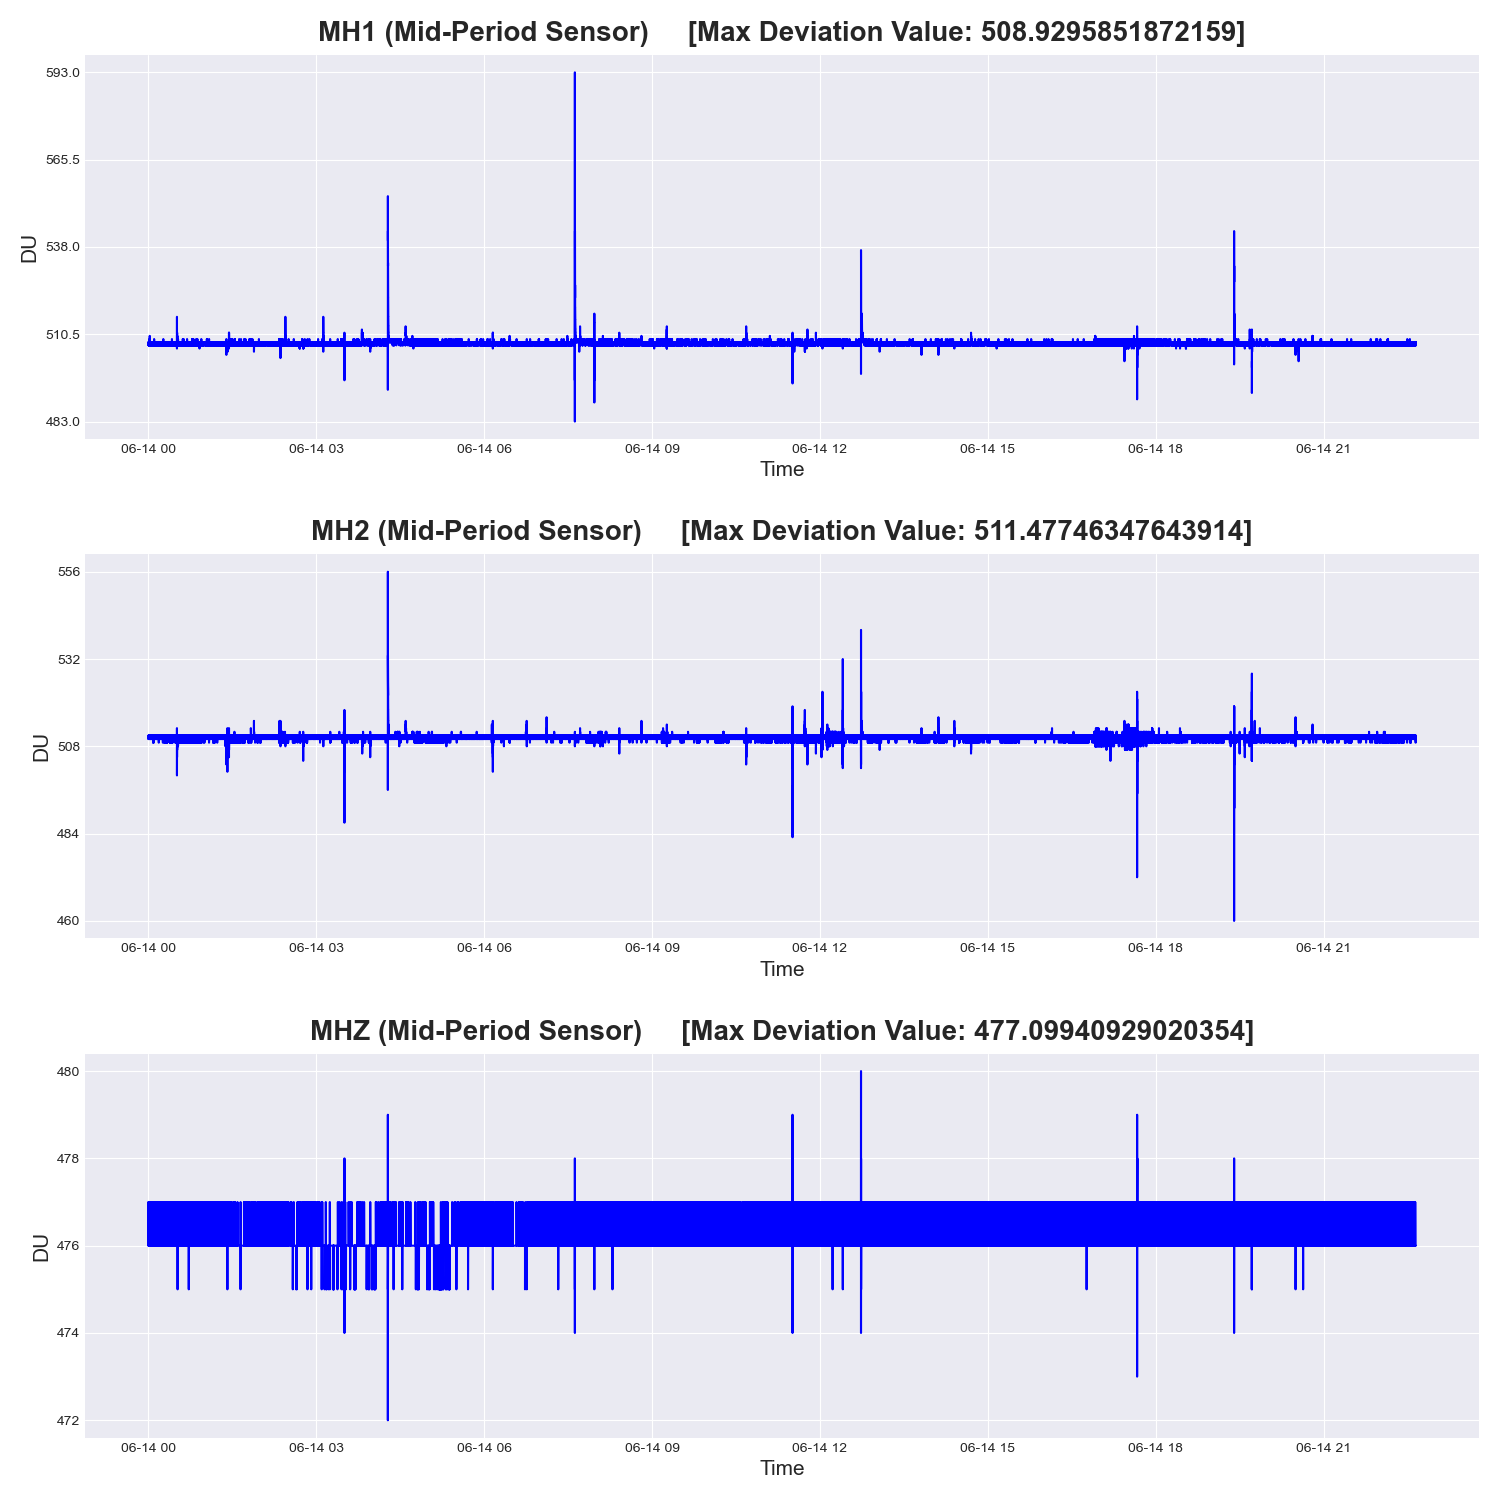 MH1 (Mid-Period Sensor) [Max Deviation Value: 508.9295851872159]
593.0
565.5
538.0
510.5
483.0
DU
06-14 00 06-14 03 06-14 06 06-14 09 06-14 12 06-14 15 06-14 18 06-14 21
Time
MH2 (Mid-Period Sensor) [Max Deviation Value: 511.47746347643914]
556
532
508
484
460
DU
06-14 00 06-14 03 06-14 06 06-14 09 06-14 12 06-14 15 06-14 18 06-14 21
Time
MHZ (Mid-Period Sensor) [Max Deviation Value: 477.09940929020354]
480
478
476
474
472
DU
06-14 00 06-14 03 06-14 06 06-14 09 06-14 12 06-14 15 06-14 18 06-14 21
Time